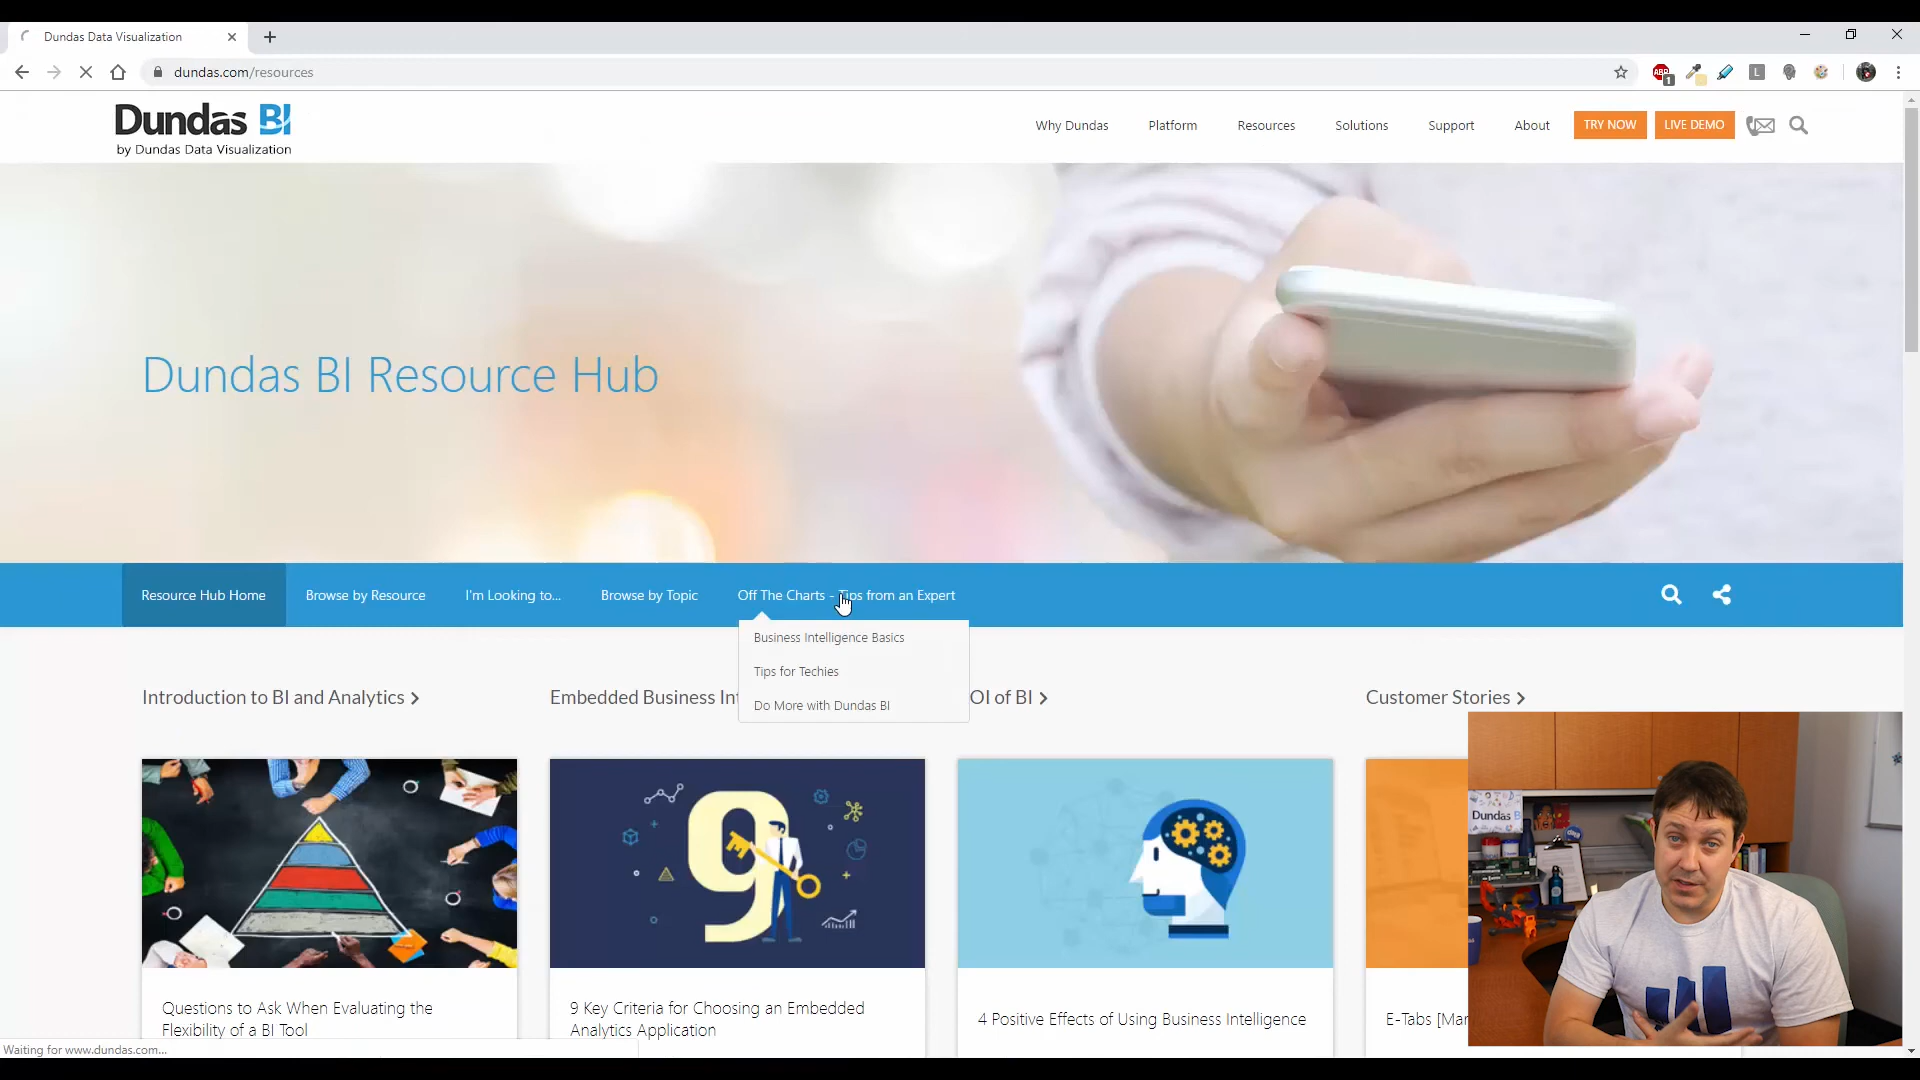 Dundas Data Visualization
dundas.com/resources
ABP
1
L
Dundas BI
by Dundas Data Visualization
Why Dundas
Platform
Resources
Solutions
Support
About
TRY NOW
LIVE DEMO
Dundas BI Resource Hub
Resource Hub Home
Browse by Resource
I'm Looking to...
Browse by Topic
Off The Charts - Tips from an Expert
Business Intelligence Basics
Tips for Techies
Do More with Dundas BI
Introduction to BI and Analytics
Embedded Business Int
OI of BI
Customer Stories
9
Dundas B
Questions to Ask When Evaluating the
Flexibility of a BI Tool
9 Key Criteria for Choosing an Embedded
Analytics Application
4 Positive Effects of Using Business Intelligence
E-Tabs [Mar
Waiting for www.dundas.com...